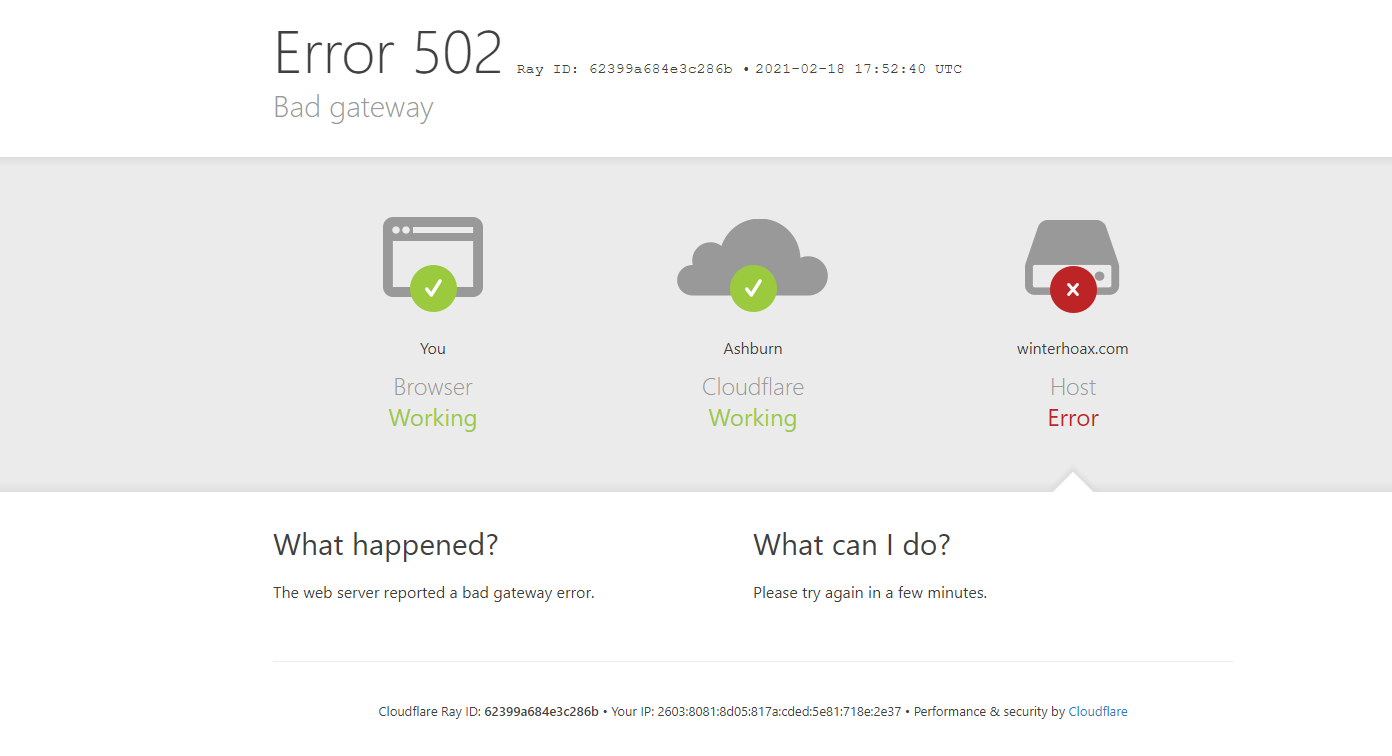 Error 502 Ray ID: 62399a684e3c286b • 2021-02-18 17:52:40 UTC
Bad gateway
You
Browser
Working
Ashburn
Cloudflare
Working
winterhoax.com
Host
Error
What happened?
The web server reported a bad gateway error.
What can I do?
Please try again in a few minutes.
Cloudflare Ray ID: 62399a684e3c286b • Your IP: 2603:8081:8d05:817a:cded:5e81:718e:2e37 • Performance & security by Cloudflare